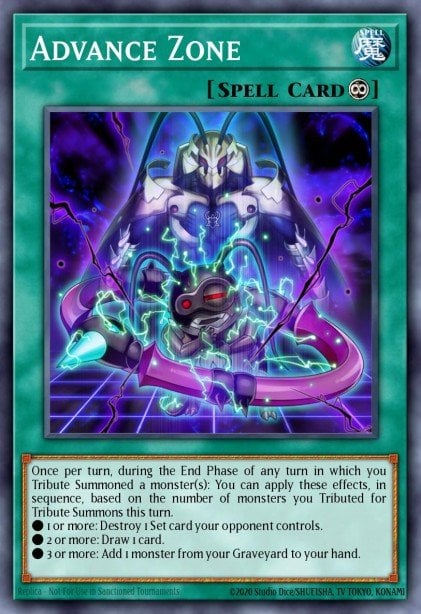 ADVANCE ZONE
SPELL
魔
[SPELL CARD]
Once per turn, during the End Phase of any turn in which you
Tribute Summoned a monster(s): You can apply these effects, in
sequence, based on the number of monsters you Tributed for
Tribute Summons this turn.
● 1 or more: Destroy 1 Set card your opponent controls.
● 2 or more: Draw 1 card.
● 3 or more: Add 1 monster from your Graveyard to your hand.
Replica - Not For Use in Sanctioned Tournaments
©2020 Studio Dice/SHUEISHA, TV TOKYO, KONAMI